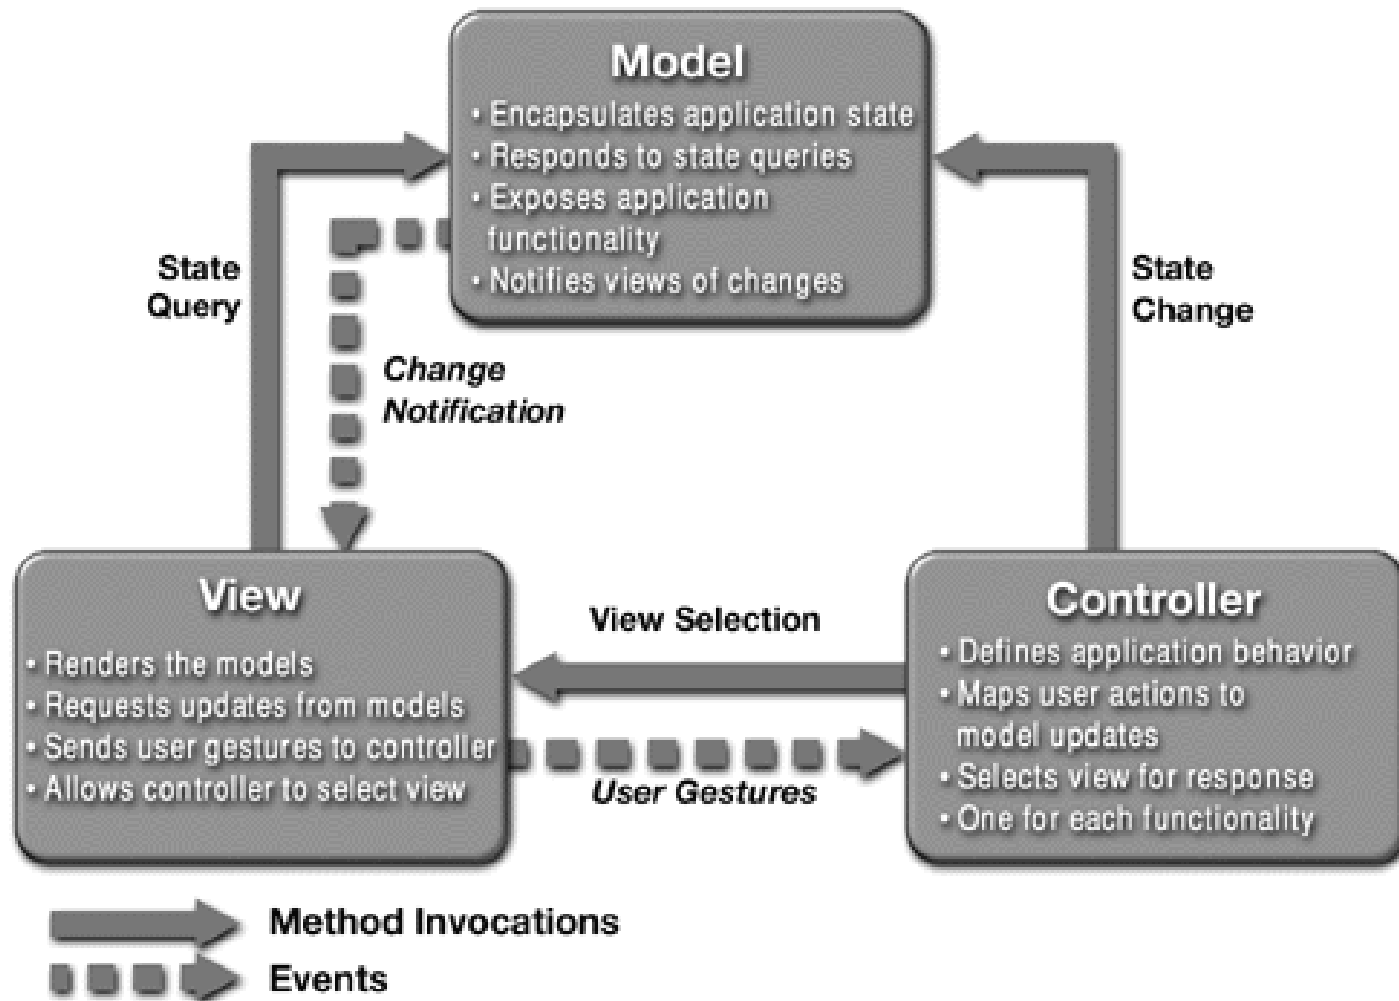 Model
• Encapsulates application state
• Responds to state queries
• Exposes application
functionality
• Notifies views of changes
State
Query
State
Change
Change
Notification
View
• Renders the models
• Requests updates from models
• Sends user gestures to controller
• Allows controller to select view
View Selection
User Gestures
Controller
• Defines application behavior
• Maps user actions to
model updates
• Selects view for response
• One for each functionality
Method Invocations
Events